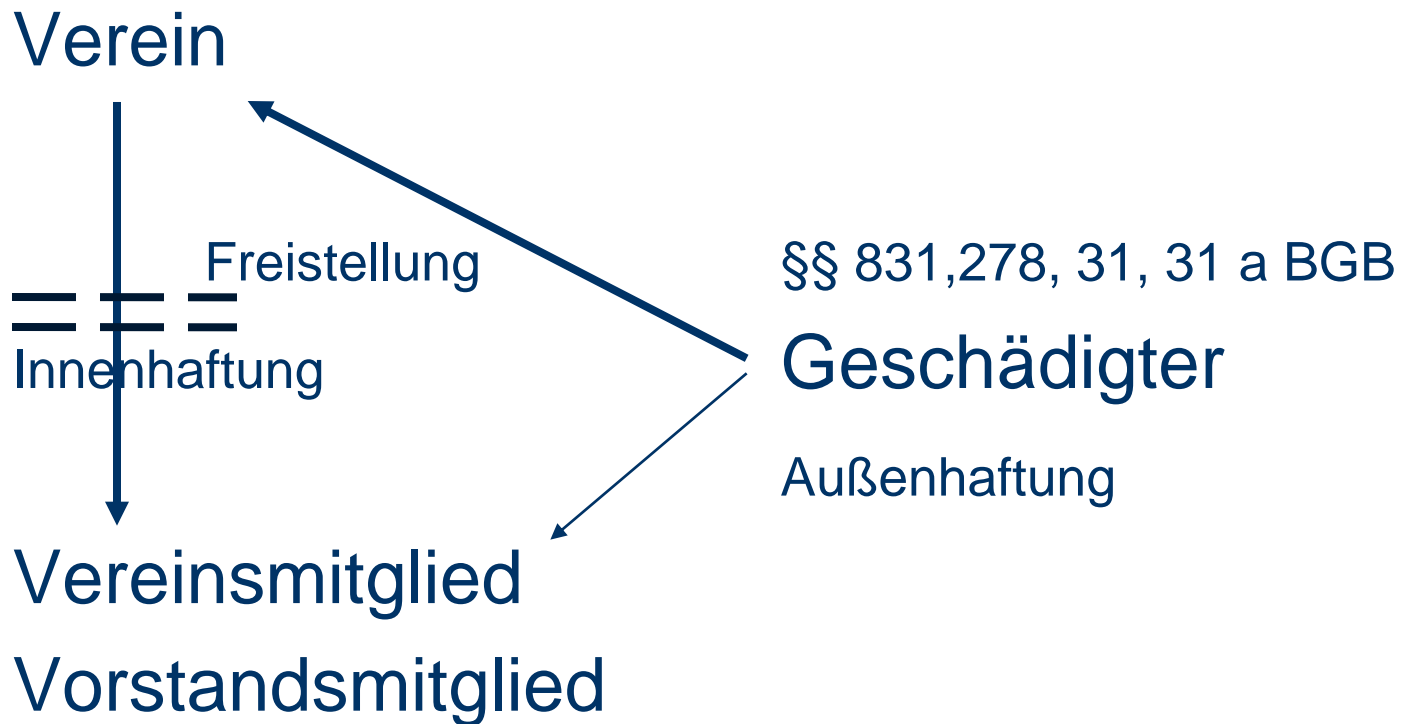 Verein
Freistellung
§§ 831,278, 31, 31 a BGB
Innenhaftung
Geschädigter
Außenhaftung
Vereinsmitglied
Vorstandsmitglied